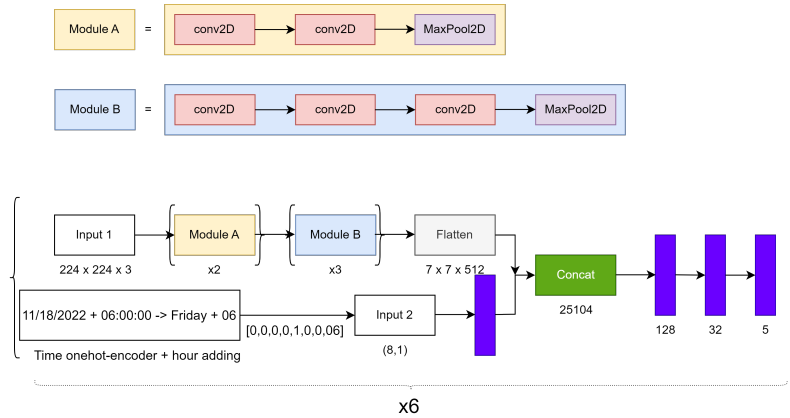 Module A = conv2D conv2D MaxPool2D
Module B = conv2D conv2D conv2D MaxPool2D
Input 1 Module A Module B Flatten
224 x 224 x 3 x2 x3 7 x 7 x 512
Concat
25104
11/18/2022 + 06:00:00 -> Friday + 06
[0,0,0,0,1,0,0,06]
Input 2
(8,1)
128 32 5
Time onehot-encoder + hour adding
x6